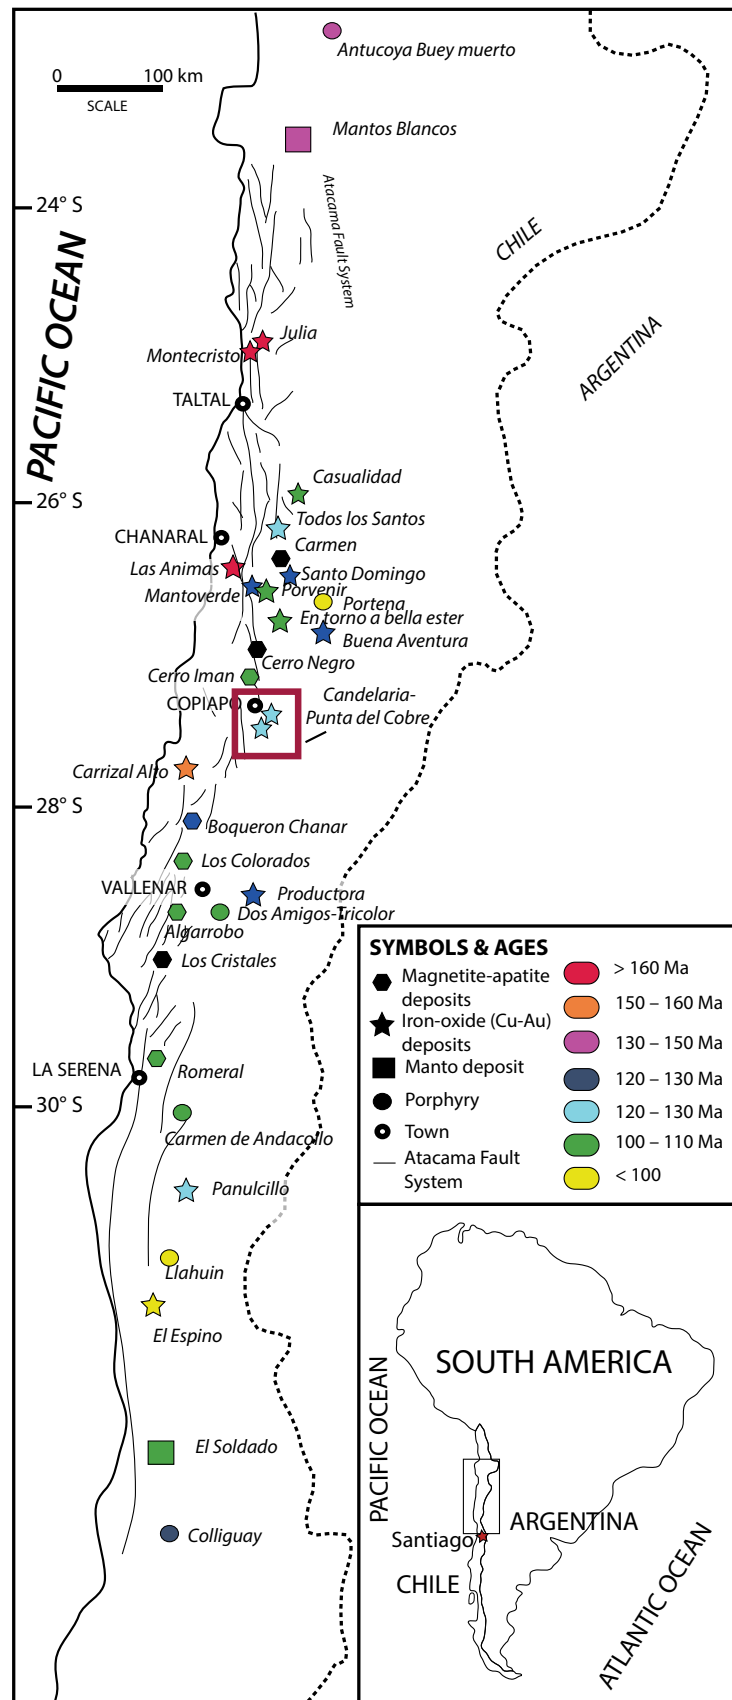 Antucoya Buey muerto
0 100 km
SCALE
Mantos Blancos
Atacama Fault System
24° S
CHILE
PACIFIC OCEAN
ARGENTINA
Julia
Montecristo
TALTAL
Casualidad
26° S
Todos los Santos
CHANARAL
Carmen
Las Animas
Santo Domingo
Mantoverde
Porvenir
Portena
En torno a bella ester
Buena Aventura
Cerro Negro
Cerro Iman
COPIAPO
Candelaria-
Punta del Cobre
Carrizal Alto
28° S
Boqueron Chanar
Los Colorados
VALLENAR
Productora
Dos Amigos-Tricolor
Algarrobo
Los Cristales
LA SERENA
Romeral
30° S
Carmen de Andacollo
Panulcillo
Llahuin
El Espino
El Soldado
Colliguay
SYMBOLS & AGES
Magnetite-apatite
deposits
Iron-oxide (Cu-Au)
deposits
Manto deposit
Porphyry
Town
Atacama Fault
System
> 160 Ma
150 – 160 Ma
130 – 150 Ma
120 – 130 Ma
120 – 130 Ma
100 – 110 Ma
< 100
SOUTH AMERICA
PACIFIC OCEAN
ARGENTINA
Santiago
CHILE
ATLANTIC OCEAN